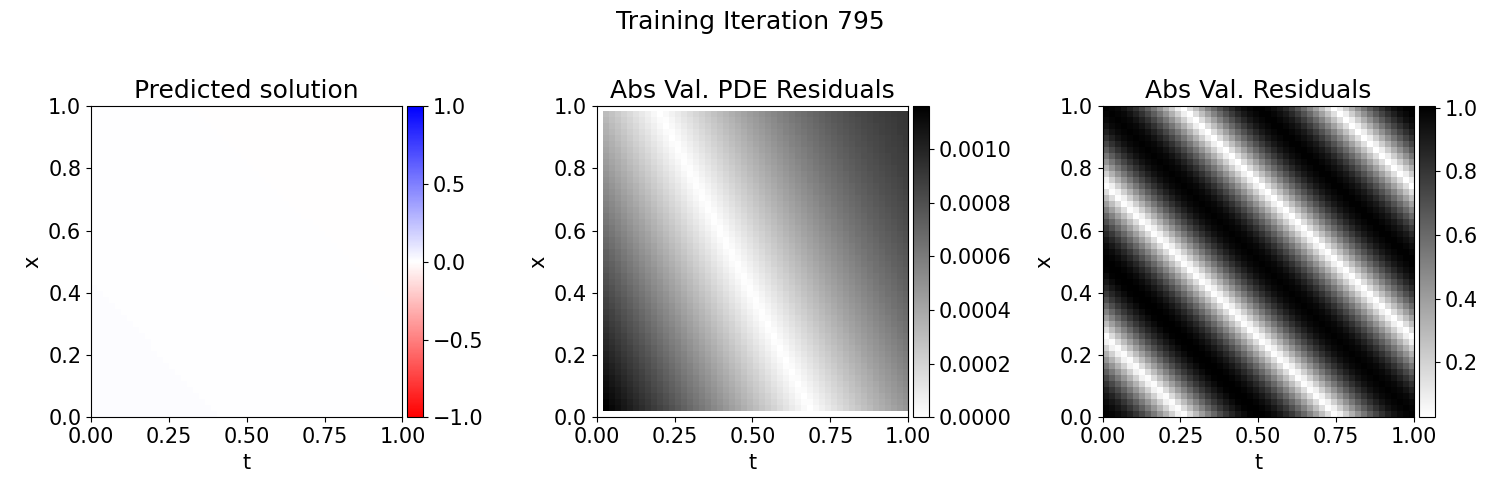 Training Iteration 795
Predicted solution
Abs Val. PDE Residuals
Abs Val. Residuals
1.0
0.8
0.6
0.4
0.2
0.0
x
0.00 0.25 0.50 0.75 1.00
t
1.0
0.5
0.0
−0.5
−1.0
1.0
0.8
0.6
0.4
0.2
0.0
x
0.00 0.25 0.50 0.75 1.00
t
0.0010
0.0008
0.0006
0.0004
0.0002
0.0000
1.0
0.8
0.6
0.4
0.2
0.0
x
0.00 0.25 0.50 0.75 1.00
t
1.0
0.8
0.6
0.4
0.2